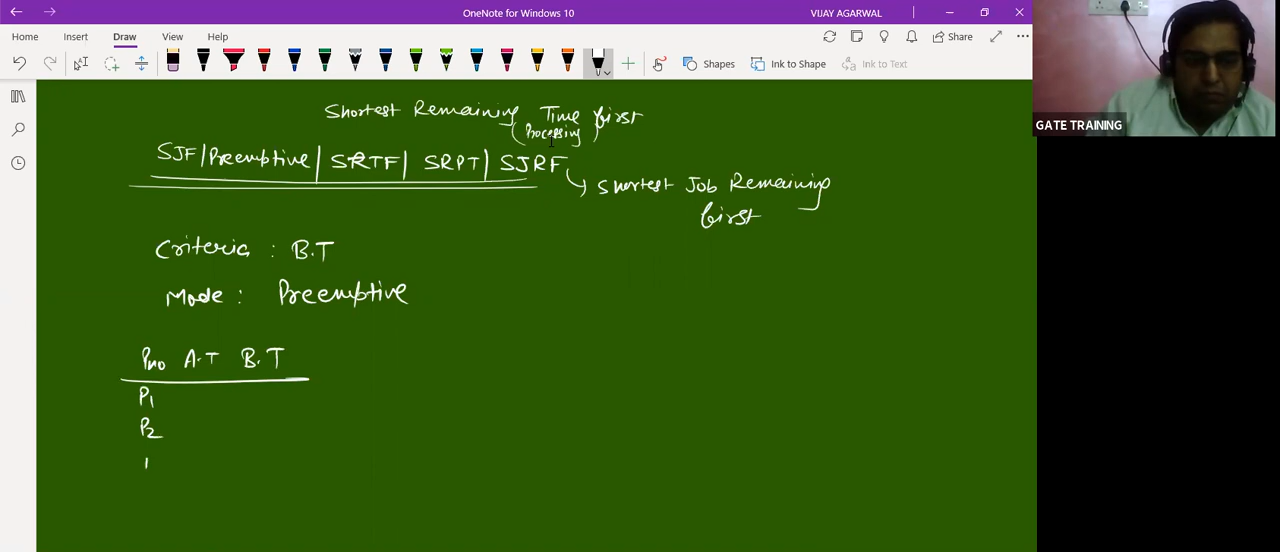 OneNote for Windows 10
VIJAY AGARWAL
Home Insert Draw View Help
Share
Shapes Ink to Shape Ink to Text
GATE TRAINING
Shortest Remaining Time first
(Processing)
SJF/Preemptive/ SRTF/ SRPT/ SJRF
Shortest Job Remaining
first
Criteria : B.T
Mode : Preemptive
Pno A.T B.T
P1
P2